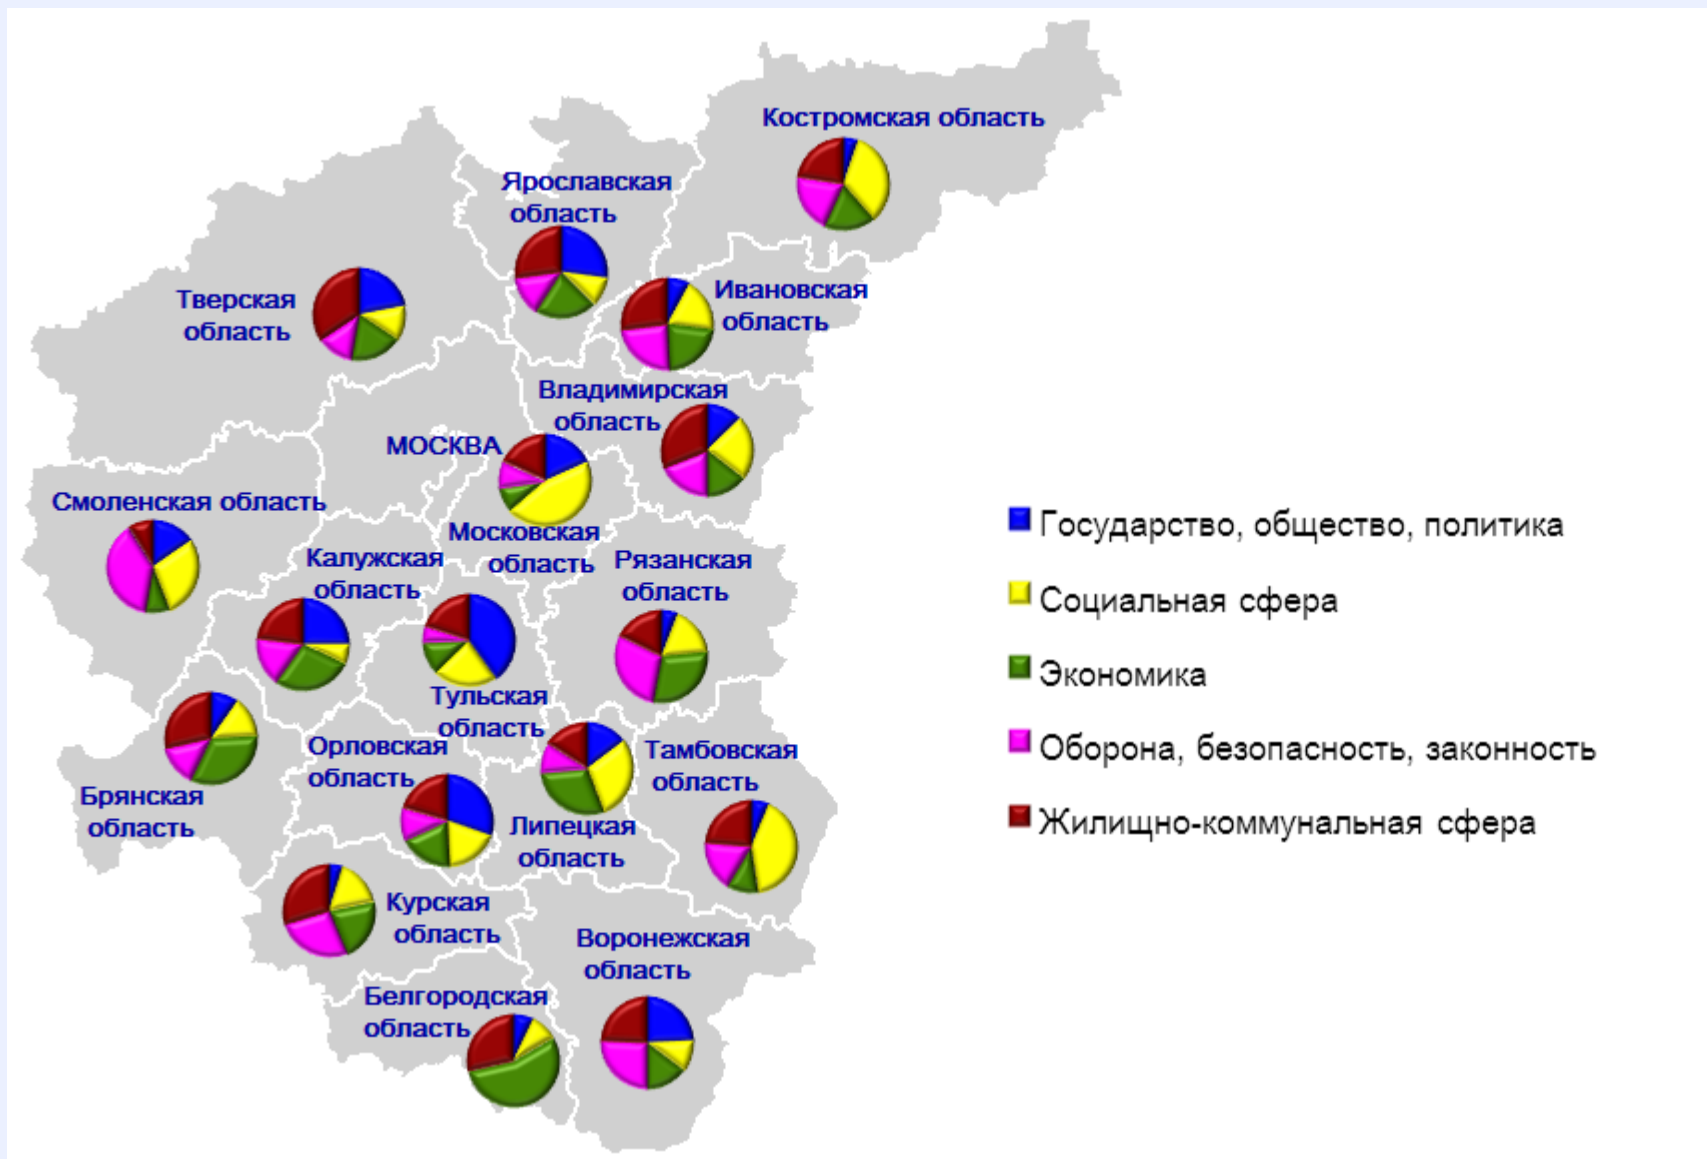 Костромская область
Ярославская
область
Тверская
область
Ивановская
область
Владимирская
область
МОСКВА
Смоленская область
Московская
область
Калужская
область
Рязанская
область
Тульская
область
Орловская
область
Тамбовская
область
Брянская
область
Липецкая
область
Курская
область
Воронежская
область
Белгородская
область
Государство, общество, политика
Социальная сфера
Экономика
Оборона, безопасность, законность
Жилищно-коммунальная сфера